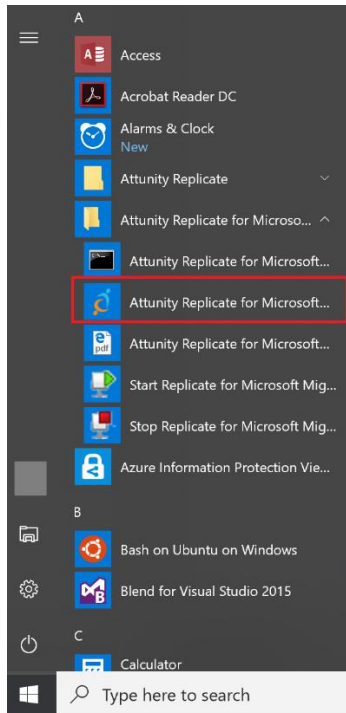 A
Access
Acrobat Reader DC
Alarms & Clock
New
Attunity Replicate
Attunity Replicate for Microso...
Attunity Replicate for Microsoft...
Attunity Replicate for Microsoft...
pdf
Attunity Replicate for Microsoft...
Start Replicate for Microsoft Mig...
Stop Replicate for Microsoft Mig...
Azure Information Protection Vie...
B
Bash on Ubuntu on Windows
Blend for Visual Studio 2015
C
Calculator
Type here to search